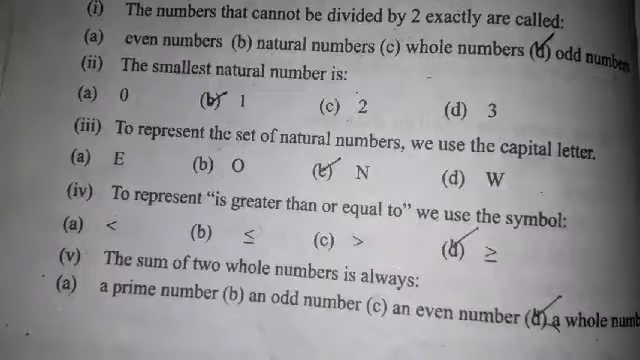 (i) The numbers that cannot be divided by 2 exactly are called:
(a) even numbers (b) natural numbers (c) whole numbers (d) odd numbers
(ii) The smallest natural number is:
(a) 0 (b) 1 (c) 2 (d) 3
(iii) To represent the set of natural numbers, we use the capital letter.
(a) E (b) O (c) N (d) W
(iv) To represent “is greater than or equal to” we use the symbol:
(a) < (b) ≤ (c) > (d) ≥
(v) The sum of two whole numbers is always:
(a) a prime number (b) an odd number (c) an even number (d) a whole numb